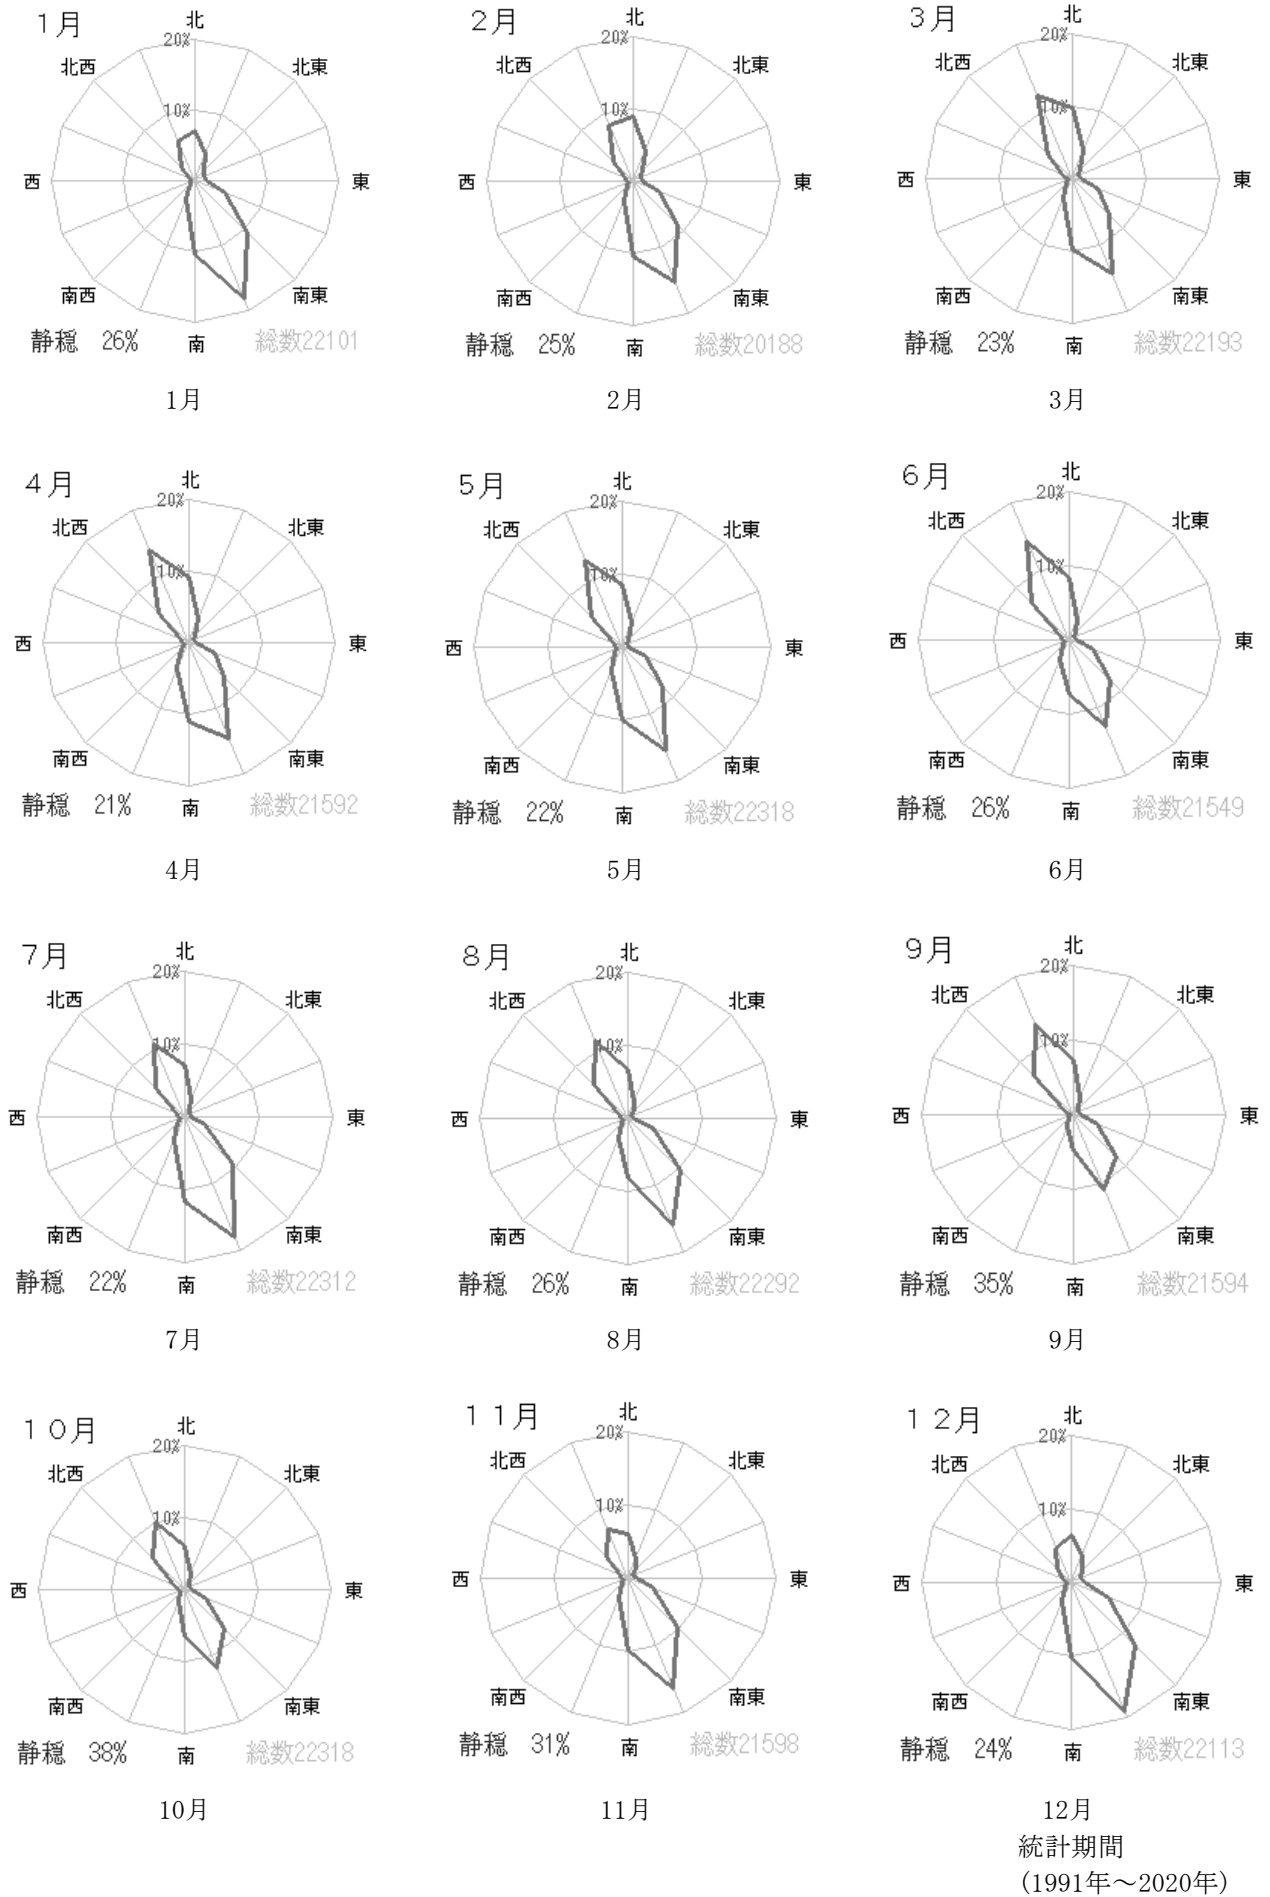 1月
北
20%
北西
北東
10%
西
東
南西
南東
静穏 26%
南
総数22101
1月
2月
北
20%
北西
北東
10%
西
東
南西
南東
静穏 25%
南
総数20188
2月
3月
北
20%
北西
北東
10%
西
東
南西
南東
静穏 23%
南
総数22193
3月
4月
北
20%
北西
北東
10%
西
東
南西
南東
静穏 21%
南
総数21592
4月
5月
北
20%
北西
北東
10%
西
東
南西
南東
静穏 22%
南
総数22318
5月
6月
北
20%
北西
北東
10%
西
東
南西
南東
静穏 26%
南
総数21549
6月
7月
北
20%
北西
北東
10%
西
東
南西
南東
静穏 22%
南
総数22312
7月
8月
北
20%
北西
北東
10%
西
東
南西
南東
静穏 26%
南
総数22292
8月
9月
北
20%
北西
北東
10%
西
東
南西
南東
静穏 35%
南
総数21594
9月
10月
北
20%
北西
北東
10%
西
東
南西
南東
静穏 38%
南
総数22318
10月
11月
北
20%
北西
北東
10%
西
東
南西
南東
静穏 31%
南
総数21598
11月
12月
北
20%
北西
北東
10%
西
東
南西
南東
静穏 24%
南
総数22113
12月
統計期間
(1991年～2020年)